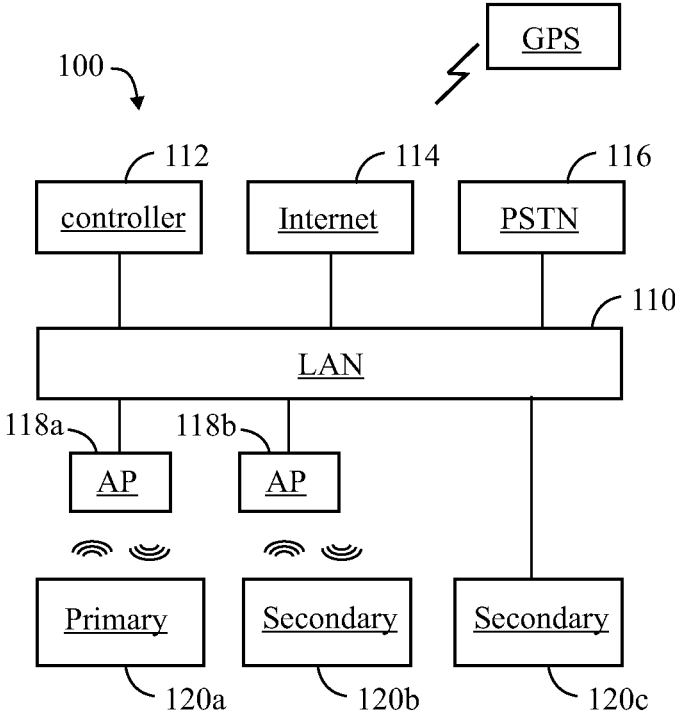 GPS
100
112
114
116
controller
Internet
PSTN
110
LAN
118a
118b
AP
AP
Primary
Secondary
Secondary
120a
120b
120c